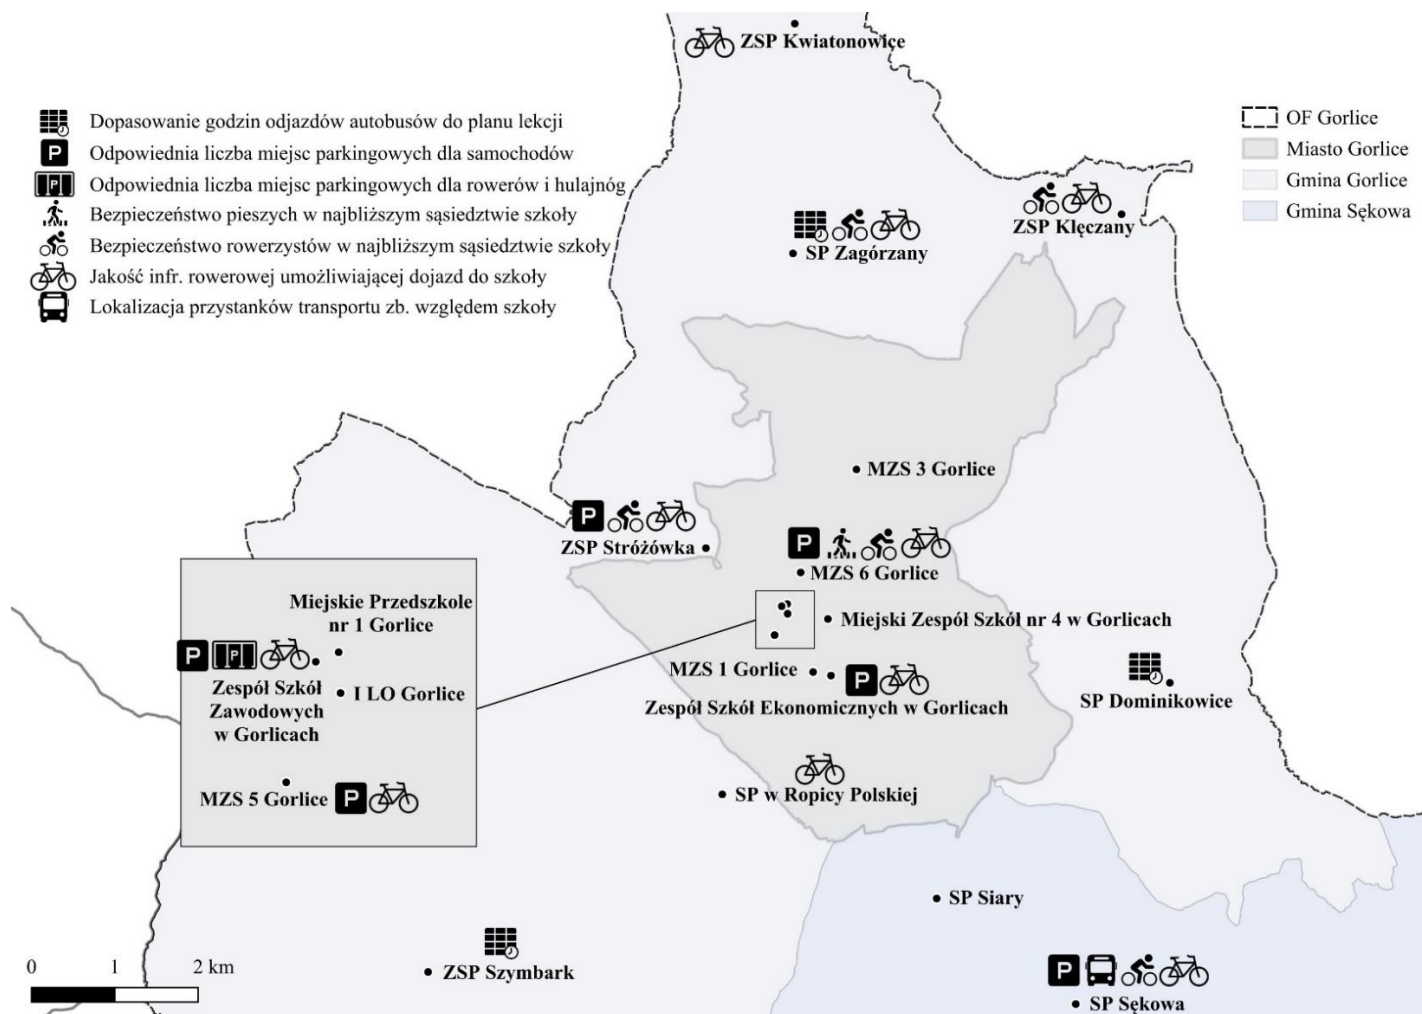 ZSP Kwiatonowice
Dopasowanie godzin odjazdów autobusów do planu lekcji
P
Odpowiednia liczba miejsc parkingowych dla samochodów
P
Odpowiednia liczba miejsc parkingowych dla rowerów i hulajnóg
Bezpieczeństwo pieszych w najbliższym sąsiedztwie szkoły
Bezpieczeństwo rowerzystów w najbliższym sąsiedztwie szkoły
Jakość infr. rowerowej umożliwiającej dojazd do szkoły
Lokalizacja przystanków transportu zb. względem szkoły
OF Gorlice
Miasto Gorlice
Gmina Gorlice
Gmina Sękowa
ZSP Klęczany
SP Zagórzany
MZS 3 Gorlice
P
ZSP Stróżówka
P
MZS 6 Gorlice
Miejski Zespół Szkół nr 4 w Gorlicach
MZS 1 Gorlice
P
Zespół Szkół Ekonomicznych w Gorlicach
SP Dominikowice
SP w Ropicy Polskiej
Miejskie Przedszkole
nr 1 Gorlice
P
P
Zespół Szkół
Zawodowych
w Gorlicach
I LO Gorlice
MZS 5 Gorlice
P
SP Siary
ZSP Szymbark
P
SP Sękowa
0 1 2 km